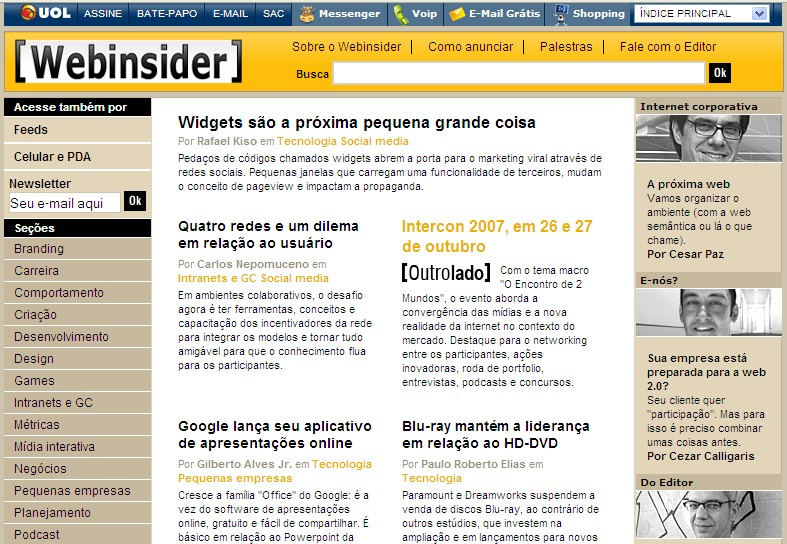 UOL ASSINE BATE-PAPO E-MAIL SAC Messenger Voip E-Mail Grátis Shopping ÍNDICE PRINCIPAL
[Webinsider]
Sobre o Webinsider | Como anunciar | Palestras | Fale com o Editor
Busca Ok
Acesse também por
Feeds
Celular e PDA
Newsletter
Seu e-mail aqui Ok
Seções
Branding
Carreira
Comportamento
Criação
Desenvolvimento
Design
Games
Intranets e GC
Métricas
Mídia interativa
Negócios
Pequenas empresas
Planejamento
Podcast
Widgets são a próxima pequena grande coisa
Por Rafael Kiso em Tecnologia Social media
Pedaços de códigos chamados widgets abrem a porta para o marketing viral através de
redes sociais. Pequenas janelas que carregam uma funcionalidade de terceiros, mudam
o conceito de pageview e impactam a propaganda.
Quatro redes e um dilema
em relação ao usuário
Por Carlos Nepomuceno em
Intranets e GC Social media
Em ambientes colaborativos, o desafio
agora é ter ferramentas, conceitos e
capacitação dos incentivadores da rede
para integrar os modelos e tornar tudo
amigável para que o conhecimento flua
para os participantes.
Intercon 2007, em 26 e 27
de outubro
[Outrolado] Com o tema macro
"O Encontro de 2
Mundos", o evento aborda a
convergência das mídias e a nova
realidade da internet no contexto do
mercado. Destaque para o networking
entre os participantes, ações
inovadoras, roda de portfolio,
entrevistas, podcasts e concursos.
Google lança seu aplicativo
de apresentações online
Por Gilberto Alves Jr. em Tecnologia
Pequenas empresas
Cresce a família "Office" do Google: é a
vez do software de apresentações
online, gratuito e fácil de compartilhar. É
básico em relação ao Powerpoint da
Blu-ray mantém a liderança
em relação ao HD-DVD
Por Paulo Roberto Elias em
Tecnologia
Paramount e Dreamworks suspendem a
venda de discos Blu-ray, ao contrário de
outros estúdios, que investem na
ampliação e em lançamentos para novos
Internet corporativa
A próxima web
Vamos organizar o
ambiente (com a web
semântica ou lá o que
chame).
Por Cesar Paz
E-nós?
Sua empresa está
preparada para a web
2.0?
Seu cliente quer
"participação". Mas para
isso é preciso combinar
umas coisas antes.
Por Cezar Calligaris
Do Editor